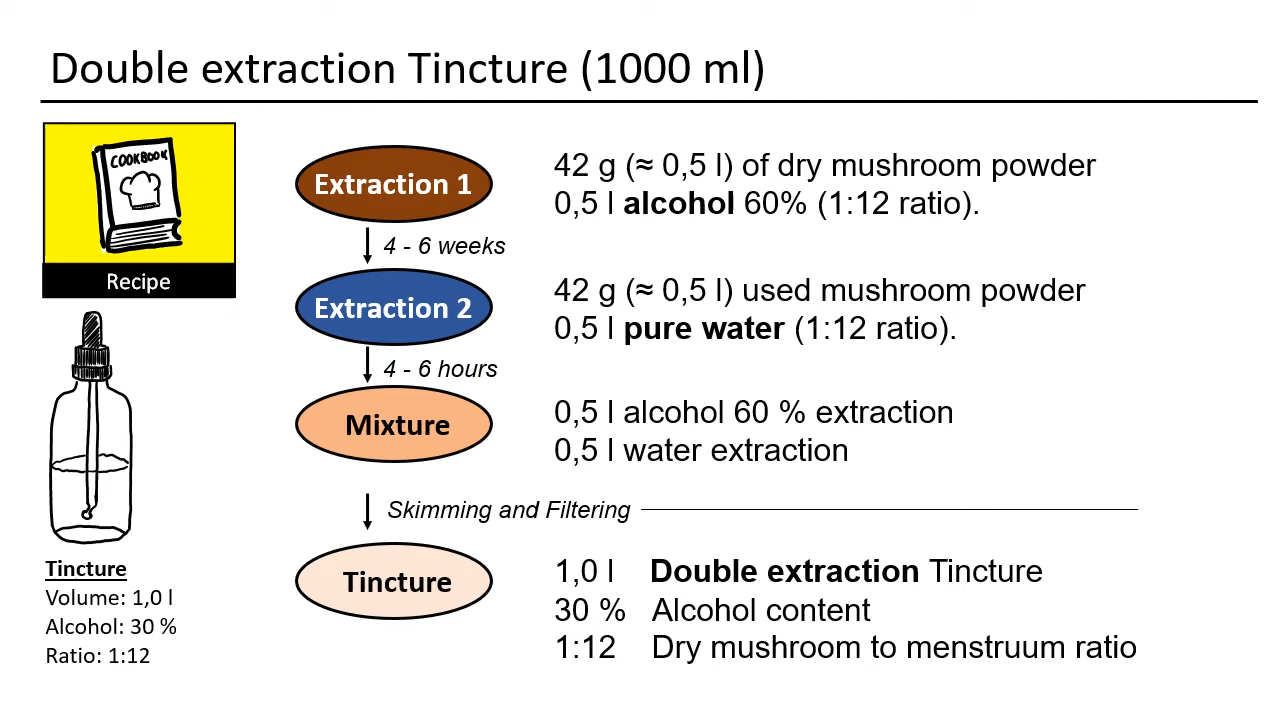 Double extraction Tincture (1000 ml)
COOKBOOK
Recipe
Extraction 1
42 g (≈ 0,5 l) of dry mushroom powder
0,5 l alcohol 60% (1:12 ratio).
4 - 6 weeks
Extraction 2
42 g (≈ 0,5 l) used mushroom powder
0,5 l pure water (1:12 ratio).
4 - 6 hours
Mixture
0,5 l alcohol 60 % extraction
0,5 l water extraction
Skimming and Filtering
Tincture
1,0 l Double extraction Tincture
30 % Alcohol content
1:12 Dry mushroom to menstruum ratio
Tincture
Volume: 1,0 l
Alcohol: 30 %
Ratio: 1:12